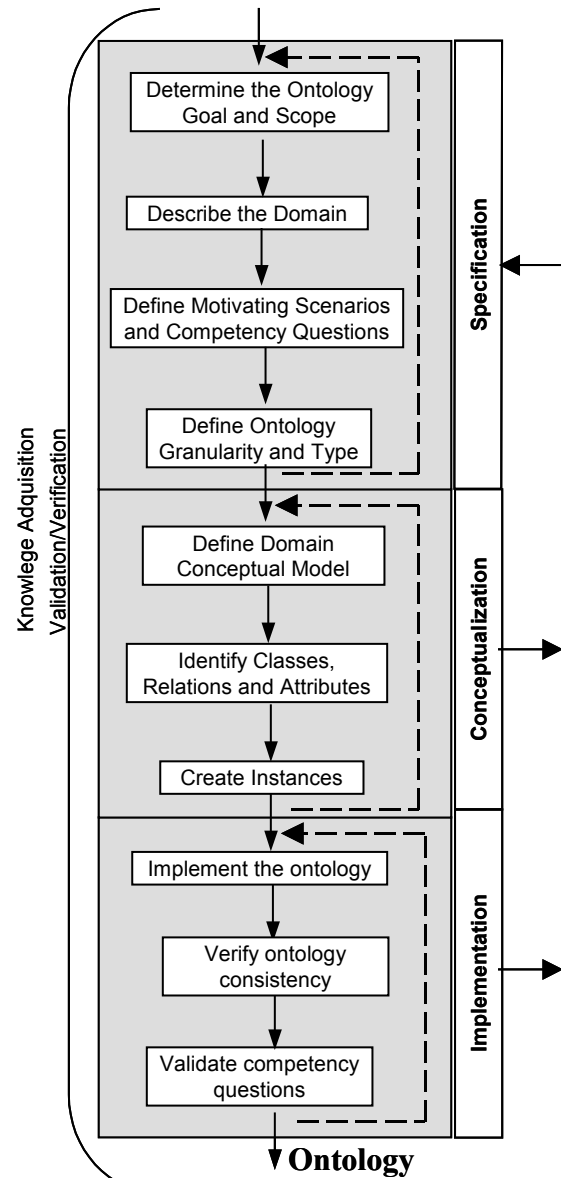 Determine the Ontology
Goal and Scope
Describe the Domain
Define Motivating Scenarios
and Competency Questions
Define Ontology
Granularity and Type
Specification
Define Domain
Conceptual Model
Identify Classes,
Relations and Attributes
Create Instances
Conceptualization
Implement the ontology
Verify ontology
consistency
Validate competency
questions
Implementation
Knowlege Adquisition
Validation/Verification
Ontology